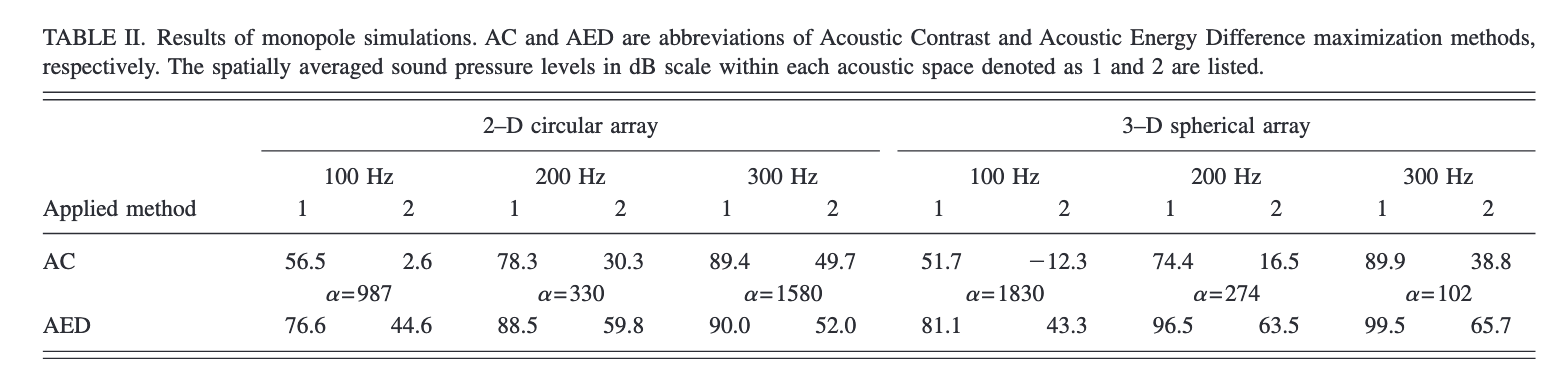 TABLE II. Results of monopole simulations. AC and AED are abbreviations of Acoustic Contrast and Acoustic Energy Difference maximization methods,
respectively. The spatially averaged sound pressure levels in dB scale within each acoustic space denoted as 1 and 2 are listed.
2–D circular array 3–D spherical array
100 Hz 200 Hz 300 Hz 100 Hz 200 Hz 300 Hz
Applied method 1 2 1 2 1 2 1 2 1 2 1 2
AC 56.5 2.6 78.3 30.3 89.4 49.7 51.7 −12.3 74.4 16.5 89.9 38.8
α=987 α=330 α=1580 α=1830 α=274 α=102
AED 76.6 44.6 88.5 59.8 90.0 52.0 81.1 43.3 96.5 63.5 99.5 65.7